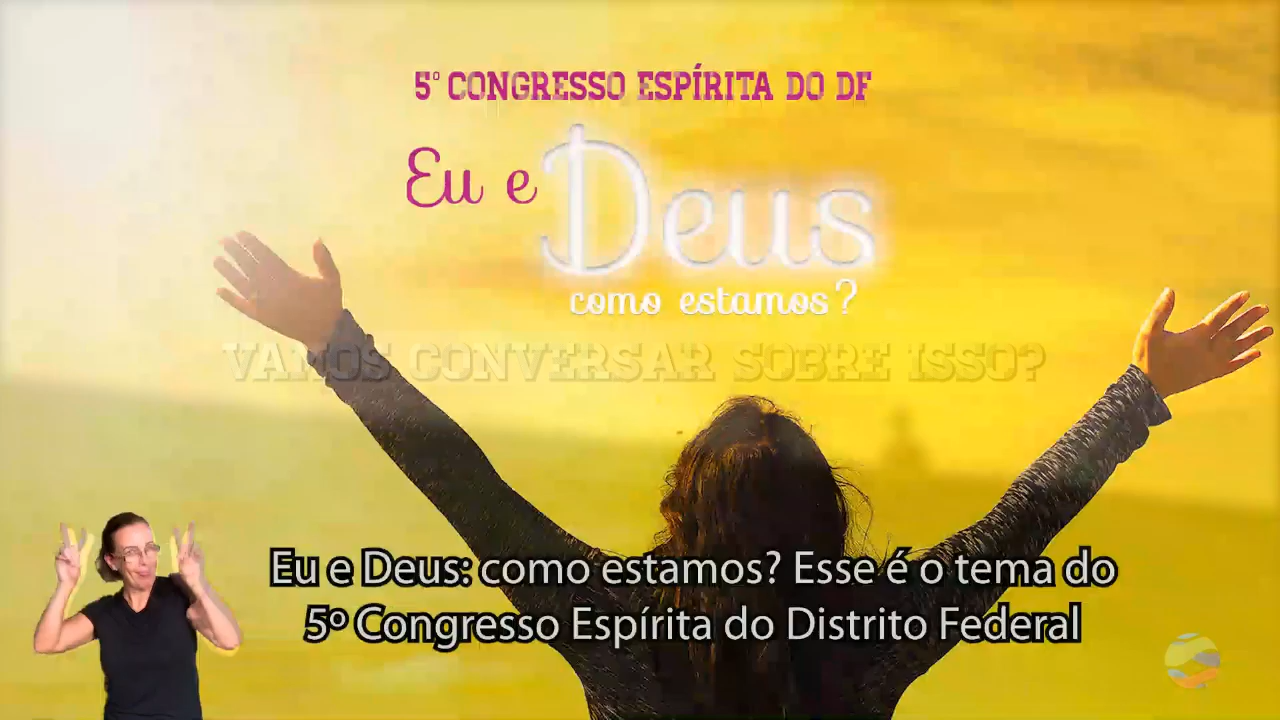 5º CONGRESSO ESPÍRITA DO DF
Eu e Deus
como estamos?
VAMOS CONVERSAR SOBRE ISSO?
Eu e Deus: como estamos? Esse é o tema do
5º Congresso Espírita do Distrito Federal